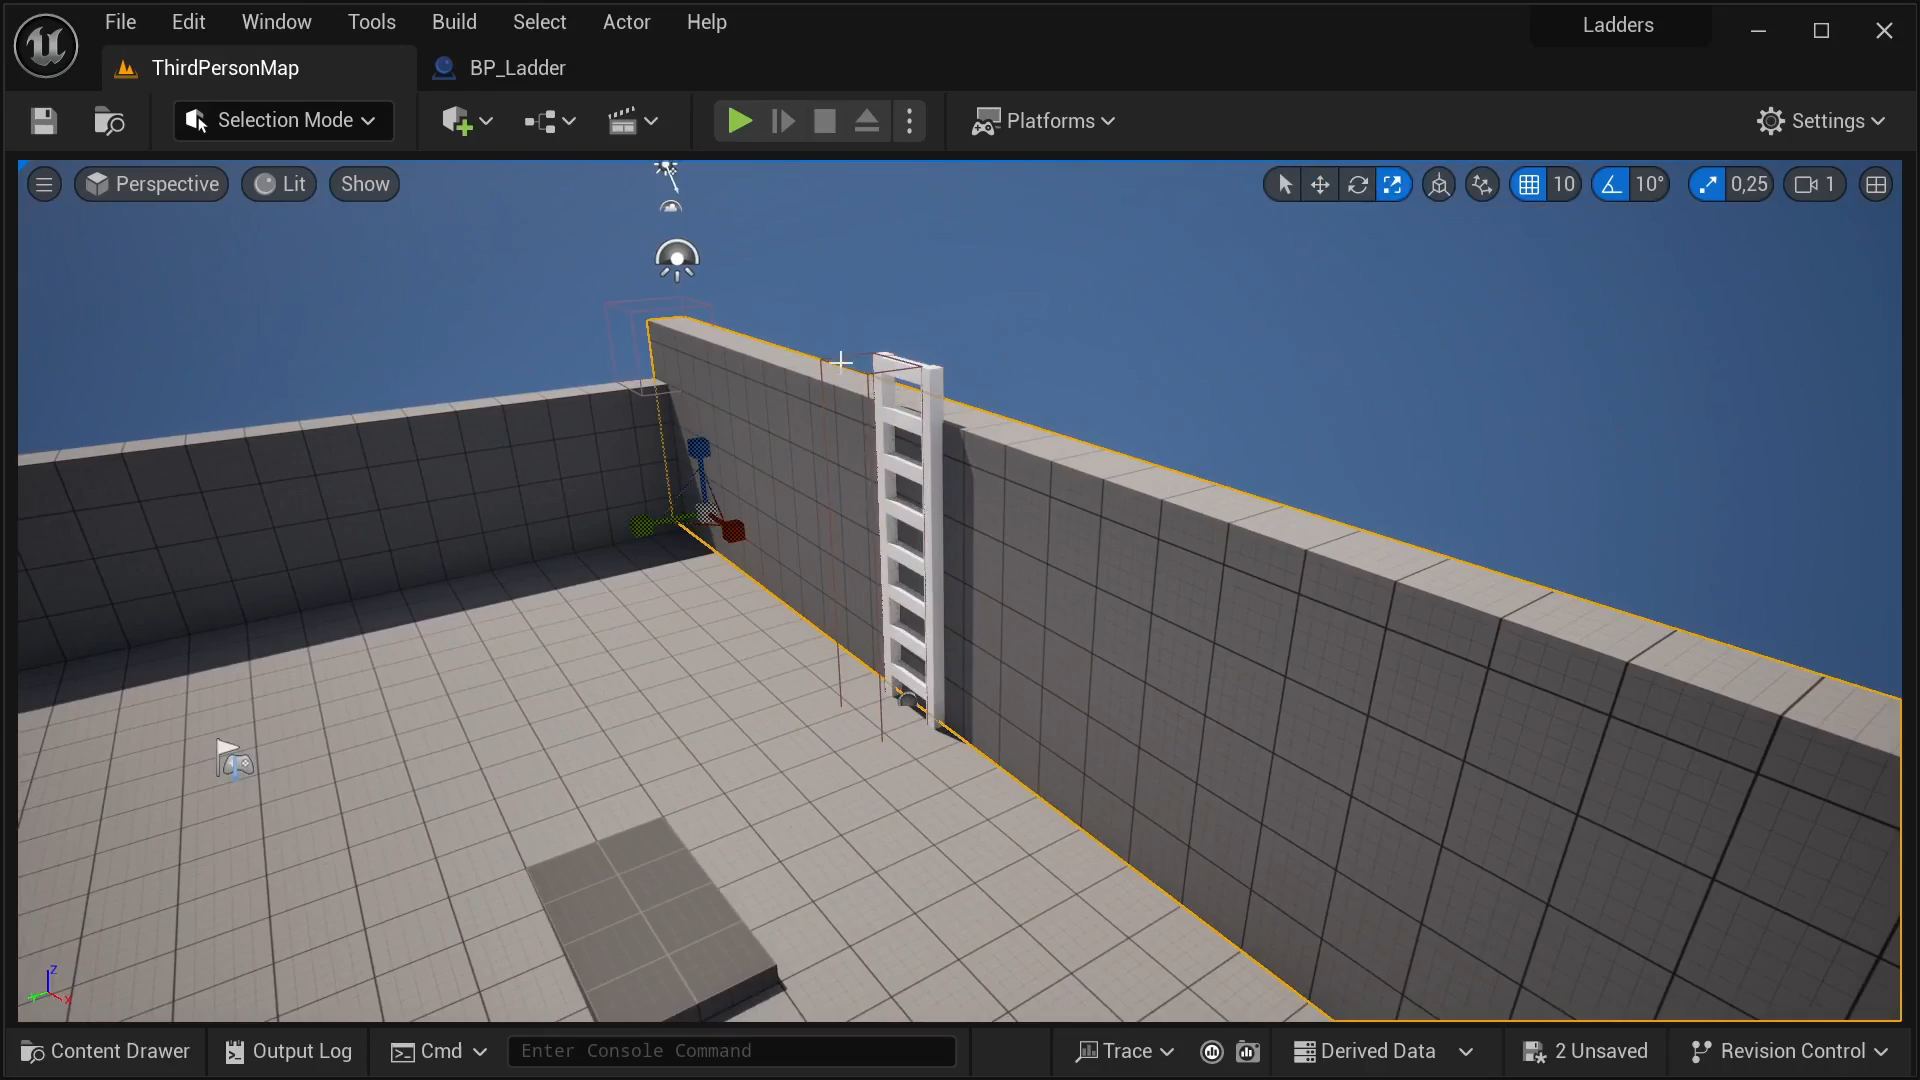 File Edit Window Tools Build Select Actor Help Ladders
ThirdPersonMap BP_Ladder
Selection Mode Platforms Settings
Perspective Lit Show 10 10° 0,25 1
z
x
Content Drawer Output Log Cmd Enter Console Command Trace Derived Data 2 Unsaved Revision Control